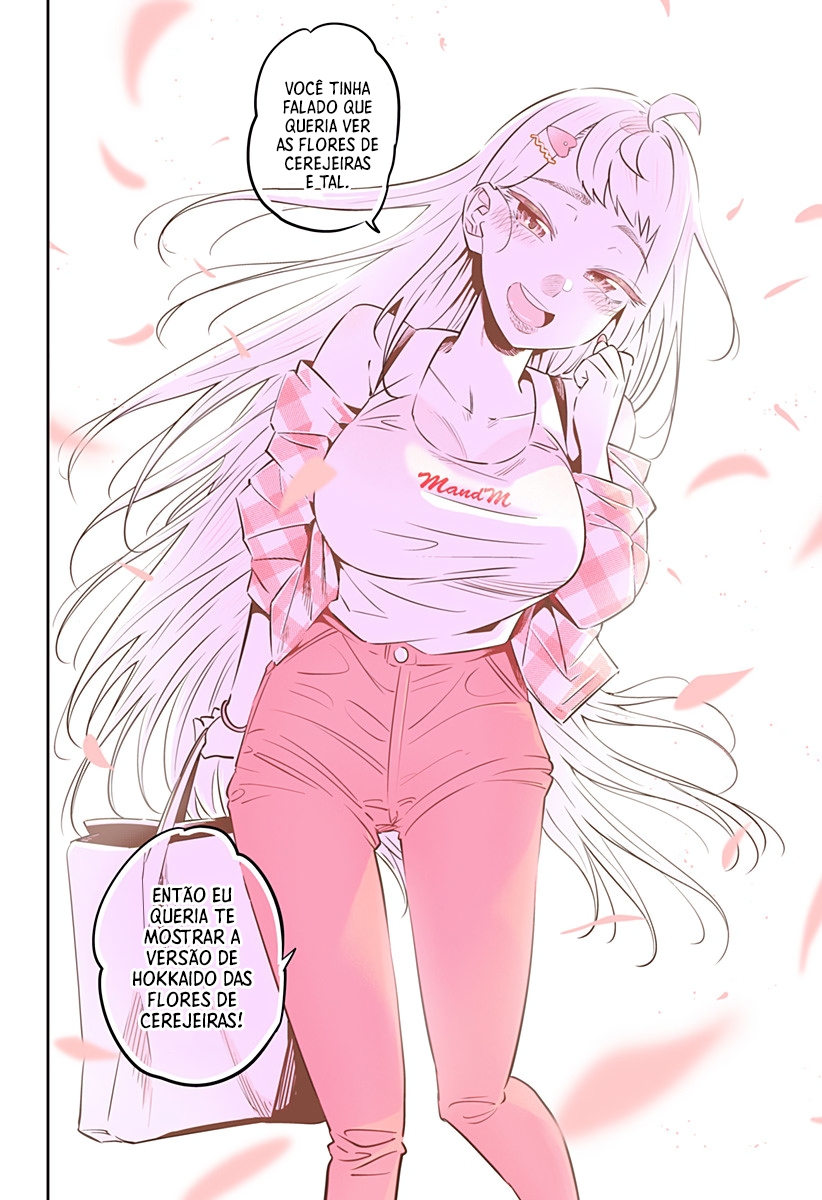 VOCÊ TINHA
FALADO QUE
QUERIA VER
AS FLORES DE
CEREJEIRAS
E TAL.
MandM
ENTÃO EU
QUERIA TE
MOSTRAR A
VERSÃO DE
HOKKAIDO DAS
FLORES DE
CEREJEIRAS!